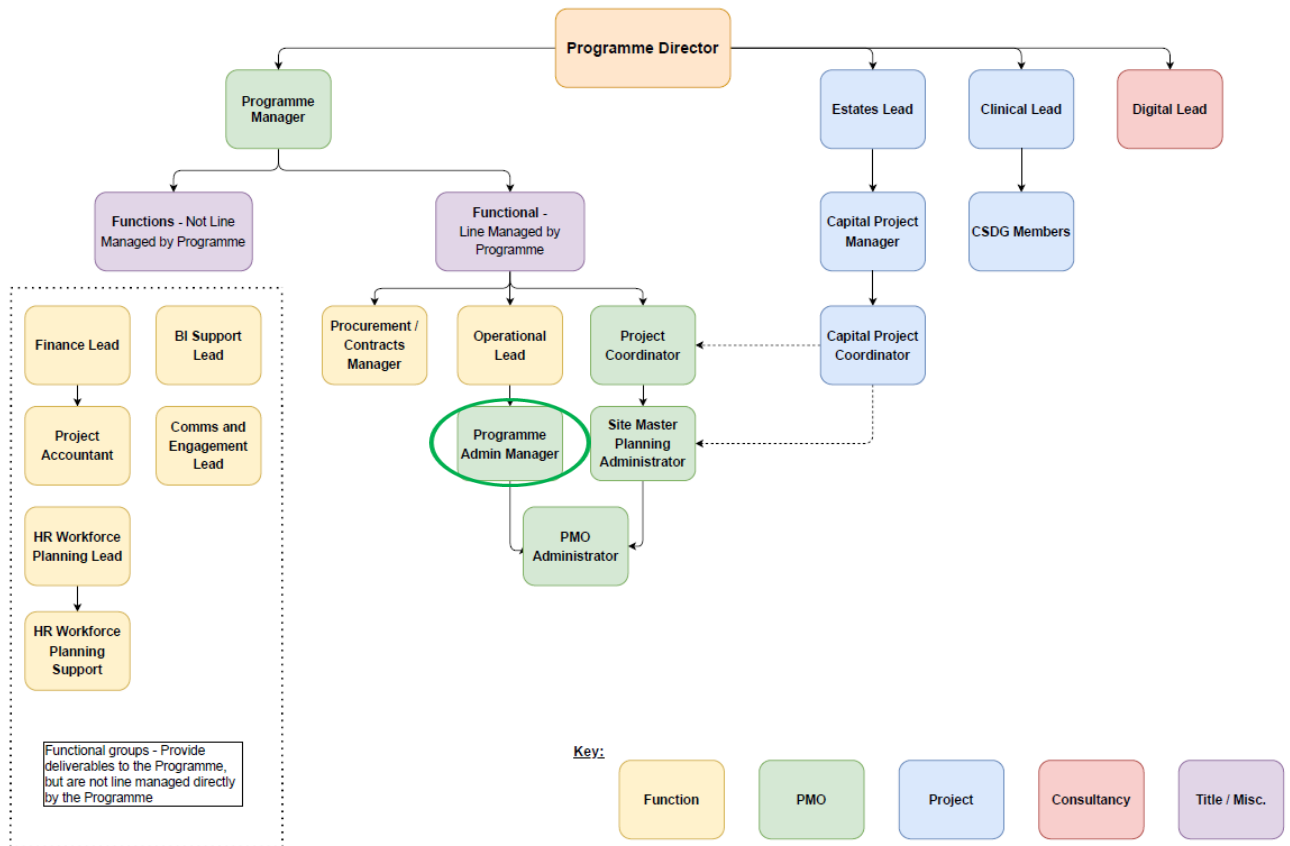 Programme Director
Programme
Manager
Estates Lead
Clinical Lead
Digital Lead
Functions - Not Line
Managed by Programme
Functional -
Line Managed by
Programme
Capital Project
Manager
CSDG Members
Finance Lead
BI Support
Lead
Procurement /
Contracts
Manager
Operational
Lead
Project
Coordinator
Capital Project
Coordinator
Project
Accountant
Comms and
Engagement
Lead
Programme
Admin Manager
Site Master
Planning
Administrator
HR Workforce
Planning Lead
PMO
Administrator
HR Workforce
Planning
Support
Functional groups - Provide
deliverables to the Programme,
but are not line managed directly
by the Programme
Key:
Function
PMO
Project
Consultancy
Title / Misc.